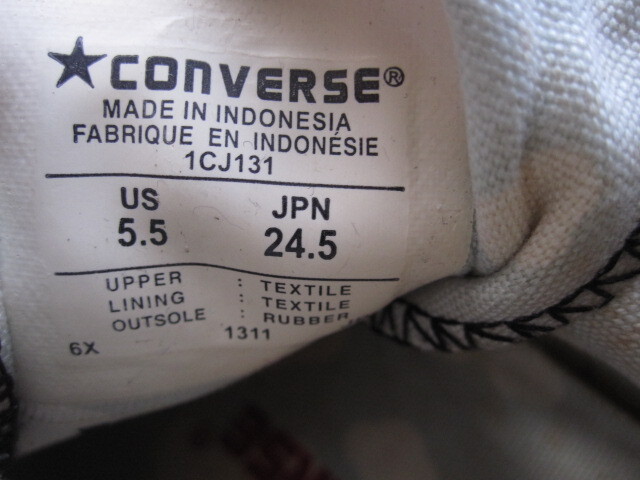 ★CONVERSE®
MADE IN INDONESIA
FABRIQUE EN INDONÉSIE
1CJ131
US JPN
5.5 24.5
UPPER : TEXTILE
LINING : TEXTILE
OUTSOLE : RUBBER
6X 1311